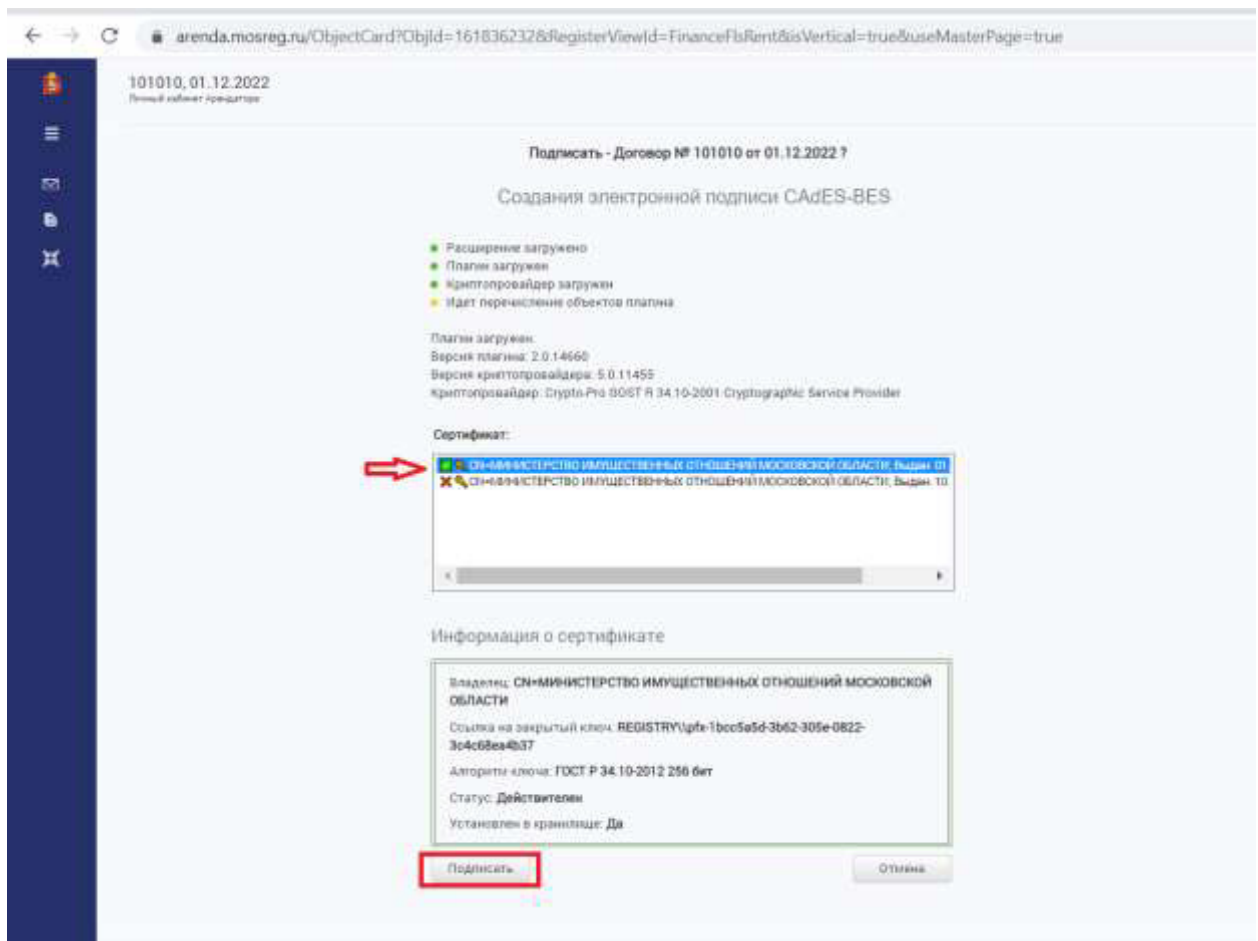 arenda.mosreg.ru/ObjectCard?ObjId=161836232&RegisterViewId=FinanceFlsRent&isVertical=true&useMasterPage=true
101010, 01.12.2022
Личный кабинет Арендатора
Подписать - Договор № 101010 от 01.12.2022 ?
Создания электронной подписи CAdES-BES
Расширение загружено
Плагин загружен
Криптопровайдер загружен
Идет перечисление объектов плагина
Плагин загружен.
Версия плагина: 2.0.14660
Версия криптопровайдера: 5.0.11455
Криптопровайдер: Crypto-Pro GOST R 34.10-2001 Cryptographic Service Provider
Сертификат:
CN=МИНИСТЕРСТВО ИМУЩЕСТВЕННЫХ ОТНОШЕНИЙ МОСКОВСКОЙ ОБЛАСТИ; Выдан: 01
CN=МИНИСТЕРСТВО ИМУЩЕСТВЕННЫХ ОТНОШЕНИЙ МОСКОВСКОЙ ОБЛАСТИ; Выдан: 10
Информация о сертификате
Владелец: CN=МИНИСТЕРСТВО ИМУЩЕСТВЕННЫХ ОТНОШЕНИЙ МОСКОВСКОЙ
ОБЛАСТИ
Ссылка на закрытый ключ: REGISTRY\\pfx-1bcc5a5d-3b62-305e-0822-
3c4c68ea4b37
Алгоритм ключа: ГОСТ Р 34.10-2012 256 бит
Статус: Действителен
Установлен в хранилище: Да
Подписать
Отмена